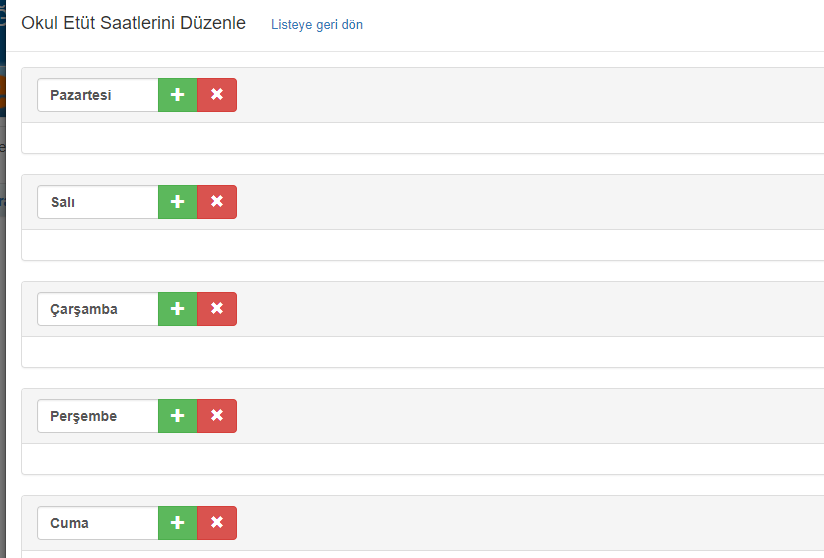 Okul Etüt Saatlerini Düzenle Listeye geri dön
Pazartesi
Salı
Çarşamba
Perşembe
Cuma